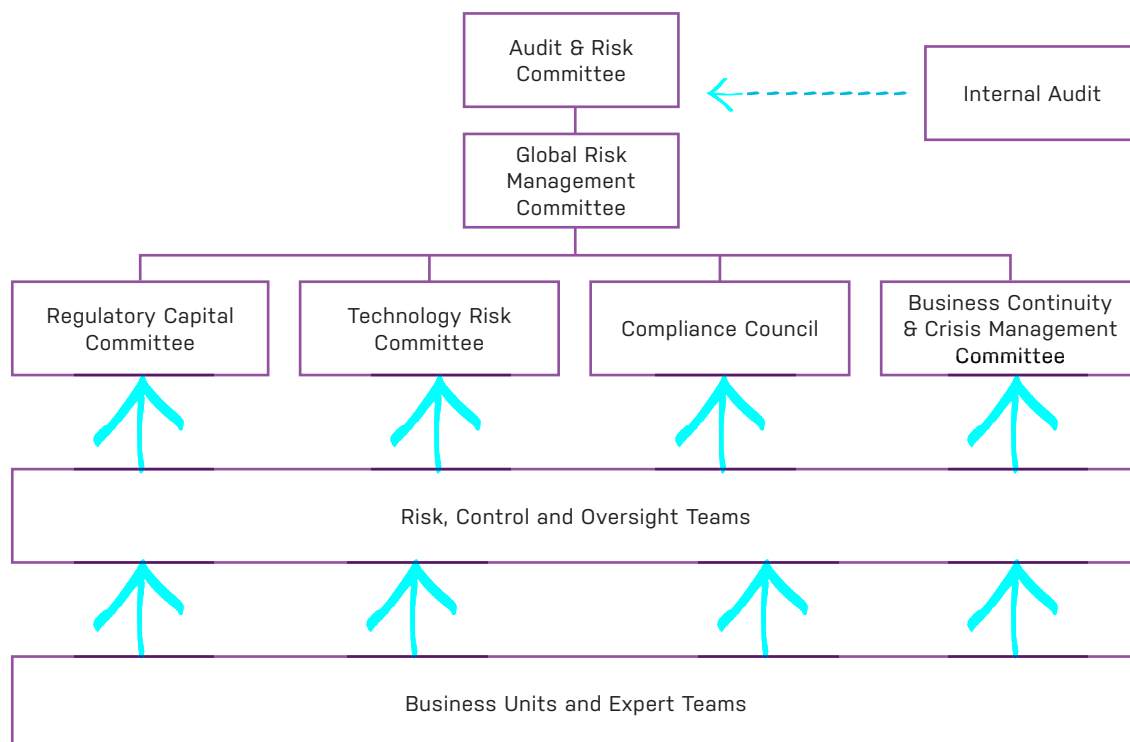 Audit & Risk
Committee
Internal Audit
Global Risk
Management
Committee
Regulatory Capital
Committee
Technology Risk
Committee
Compliance Council
Business Continuity
& Crisis Management
Committee
Risk, Control and Oversight Teams
Business Units and Expert Teams